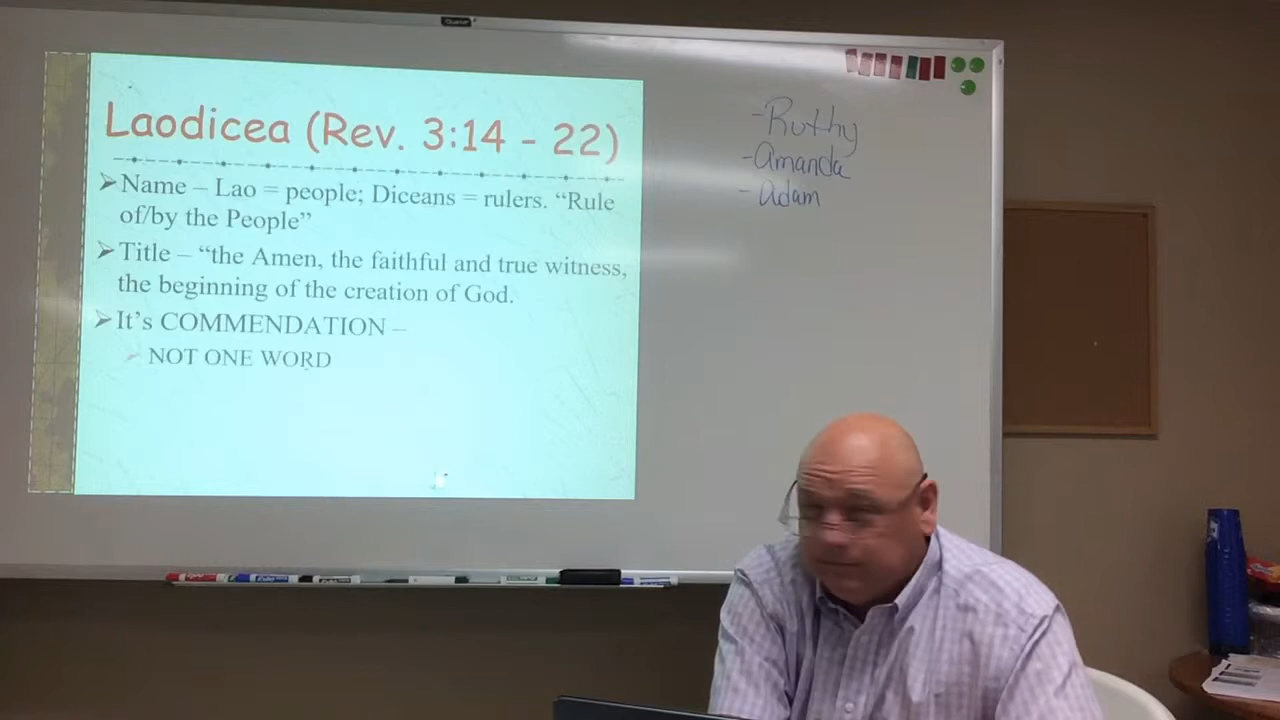 Laodicea (Rev. 3:14 - 22)
➢Name – Lao = people; Diceans = rulers. “Rule
of/by the People”
➢Title – “the Amen, the faithful and true witness,
the beginning of the creation of God.
➢It’s COMMENDATION –
➢ NOT ONE WORD
-Ruthy
-Amanda
- Adam
Quartet